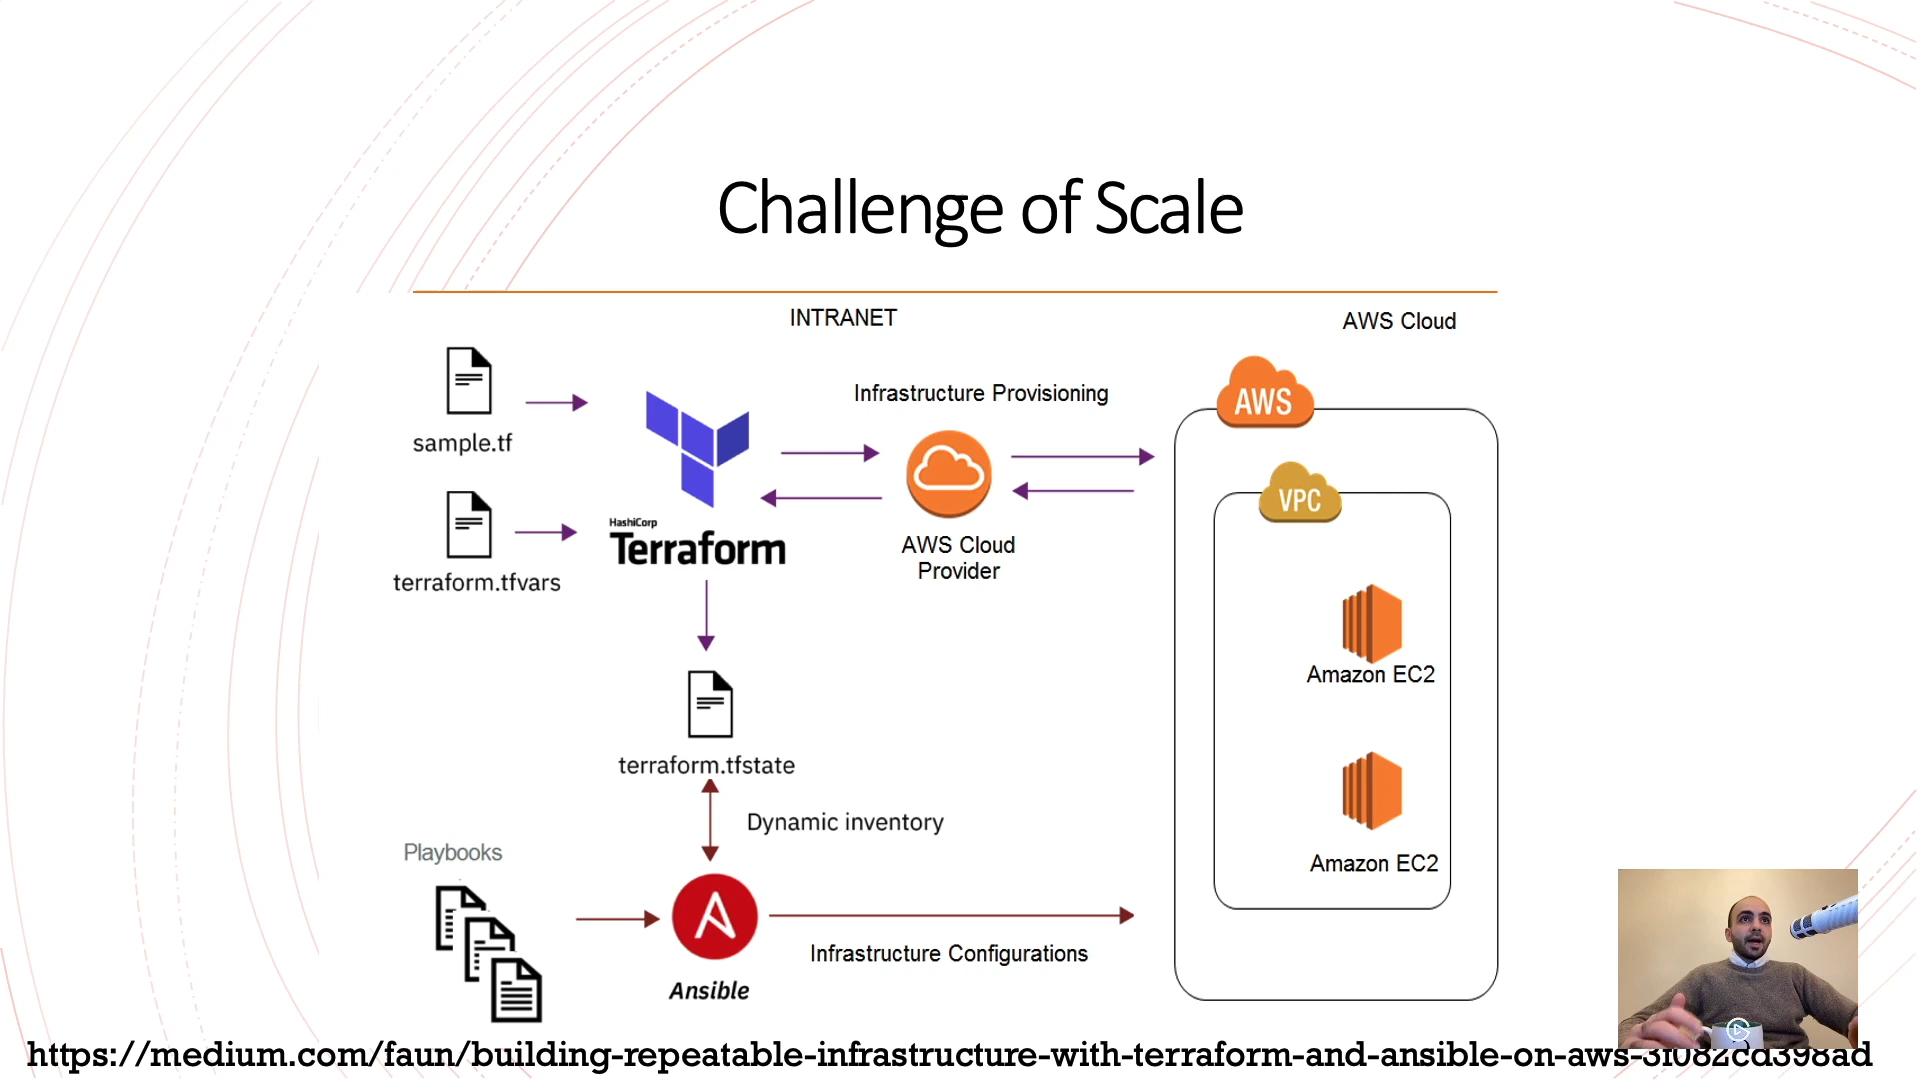 Challenge of Scale
INTRANET
AWS Cloud
sample.tf
Infrastructure Provisioning
AWS
terraform.tfvars
HashiCorp
Terraform
AWS Cloud
Provider
VPC
Amazon EC2
terraform.tfstate
Dynamic inventory
Amazon EC2
Playbooks
Ansible
Infrastructure Configurations
https://medium.com/faun/building-repeatable-infrastructure-with-terraform-and-ansible-on-aws-3f082cd398ad